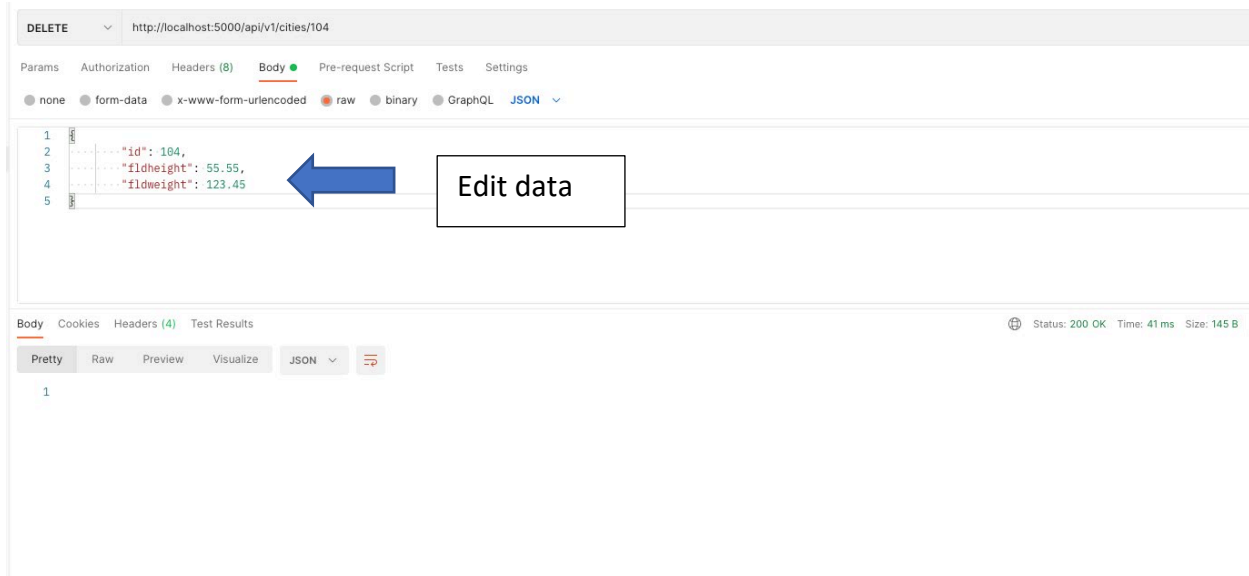 DELETE http://localhost:5000/api/v1/cities/104
Params Authorization Headers (8) Body Pre-request Script Tests Settings
none form-data x-www-form-urlencoded raw binary GraphQL JSON
1 {
2 "id": 104,
3 "fldheight": 55.55,
4 "fldweight": 123.45
5 }
Edit data
Body Cookies Headers (4) Test Results Status: 200 OK Time: 41 ms Size: 145 B
Pretty Raw Preview Visualize JSON
1